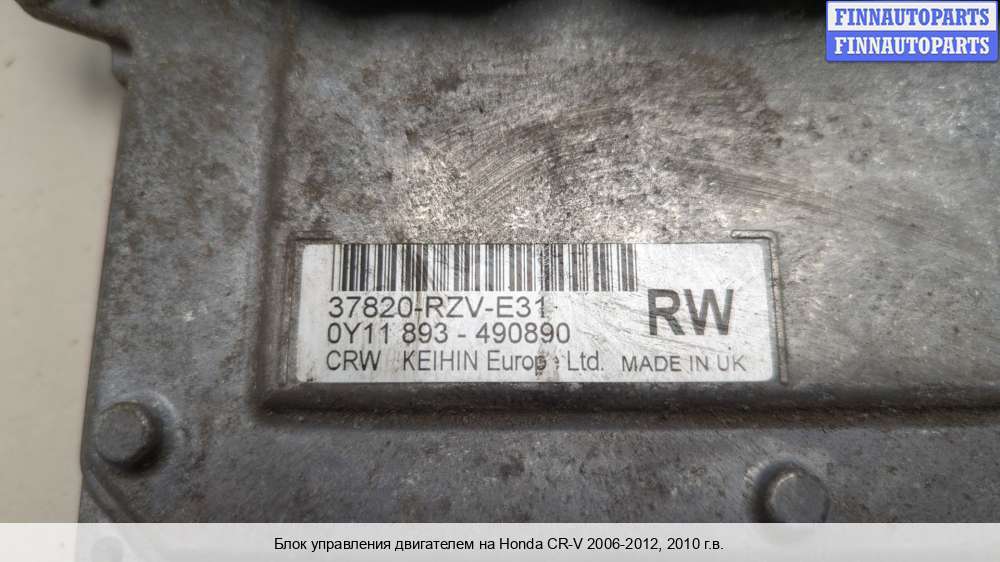 FINNAUTOPARTS
FINNAUTOPARTS
37820-RZV-E31
0Y11 893 - 490890
RW
CRW KEIHIN Europe Ltd. MADE IN UK
Блок управления двигателем на Honda CR-V 2006-2012, 2010 г.в.